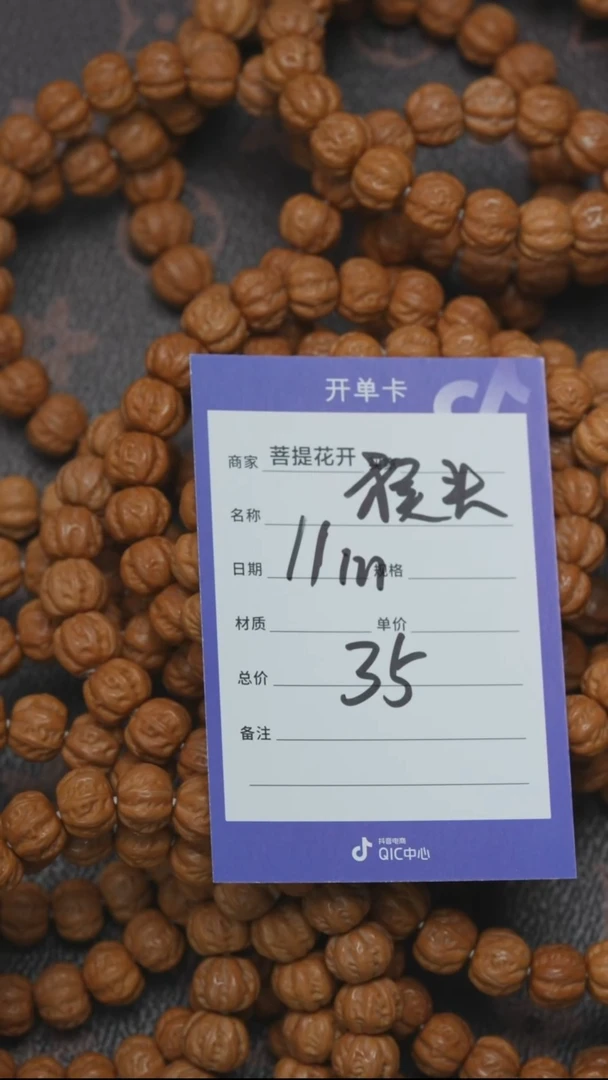 开单卡
商家 菩提花开
猴头
名称
11m
日期 规格
材质 单价
35
总价
备注
抖音电商
QIC中心